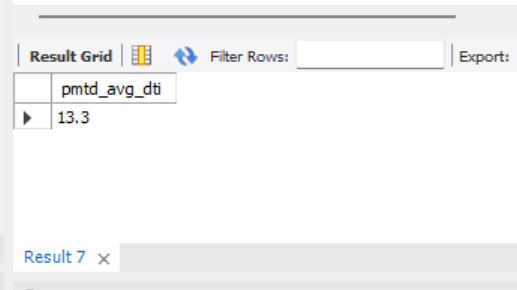 Result Grid Filter Rows: Export:
pmtd_avg_dti
13.3
Result 7 ×